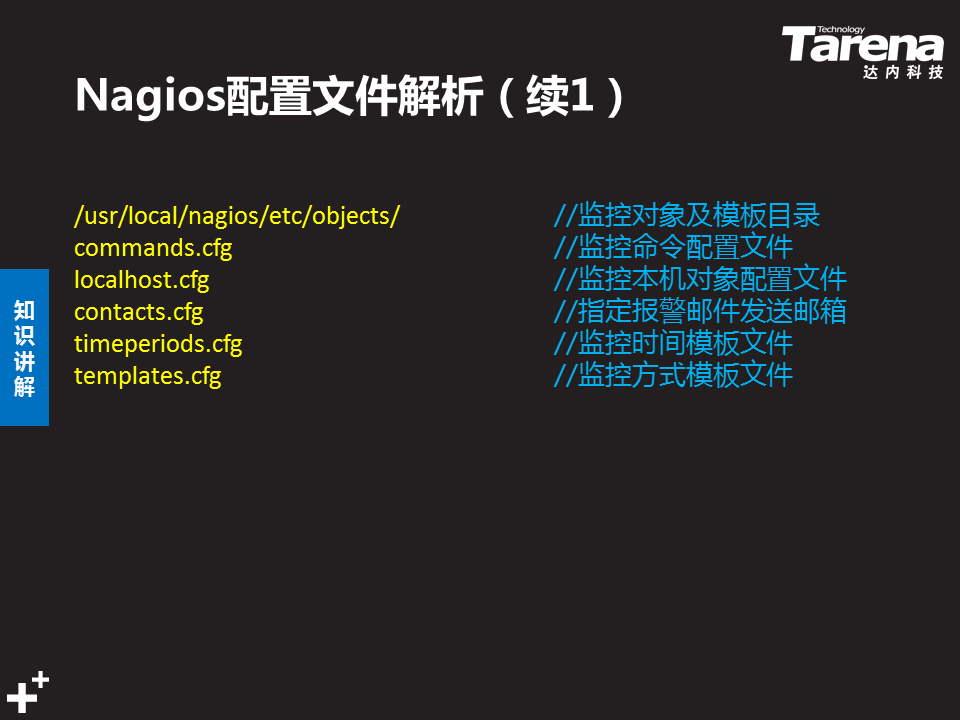 Technology
Tarena
达内科技
Nagios配置文件解析（续1）
/usr/local/nagios/etc/objects/ //监控对象及模板目录
commands.cfg //监控命令配置文件
localhost.cfg //监控本机对象配置文件
contacts.cfg //指定报警邮件发送邮箱
timeperiods.cfg //监控时间模板文件
templates.cfg //监控方式模板文件
知识讲解